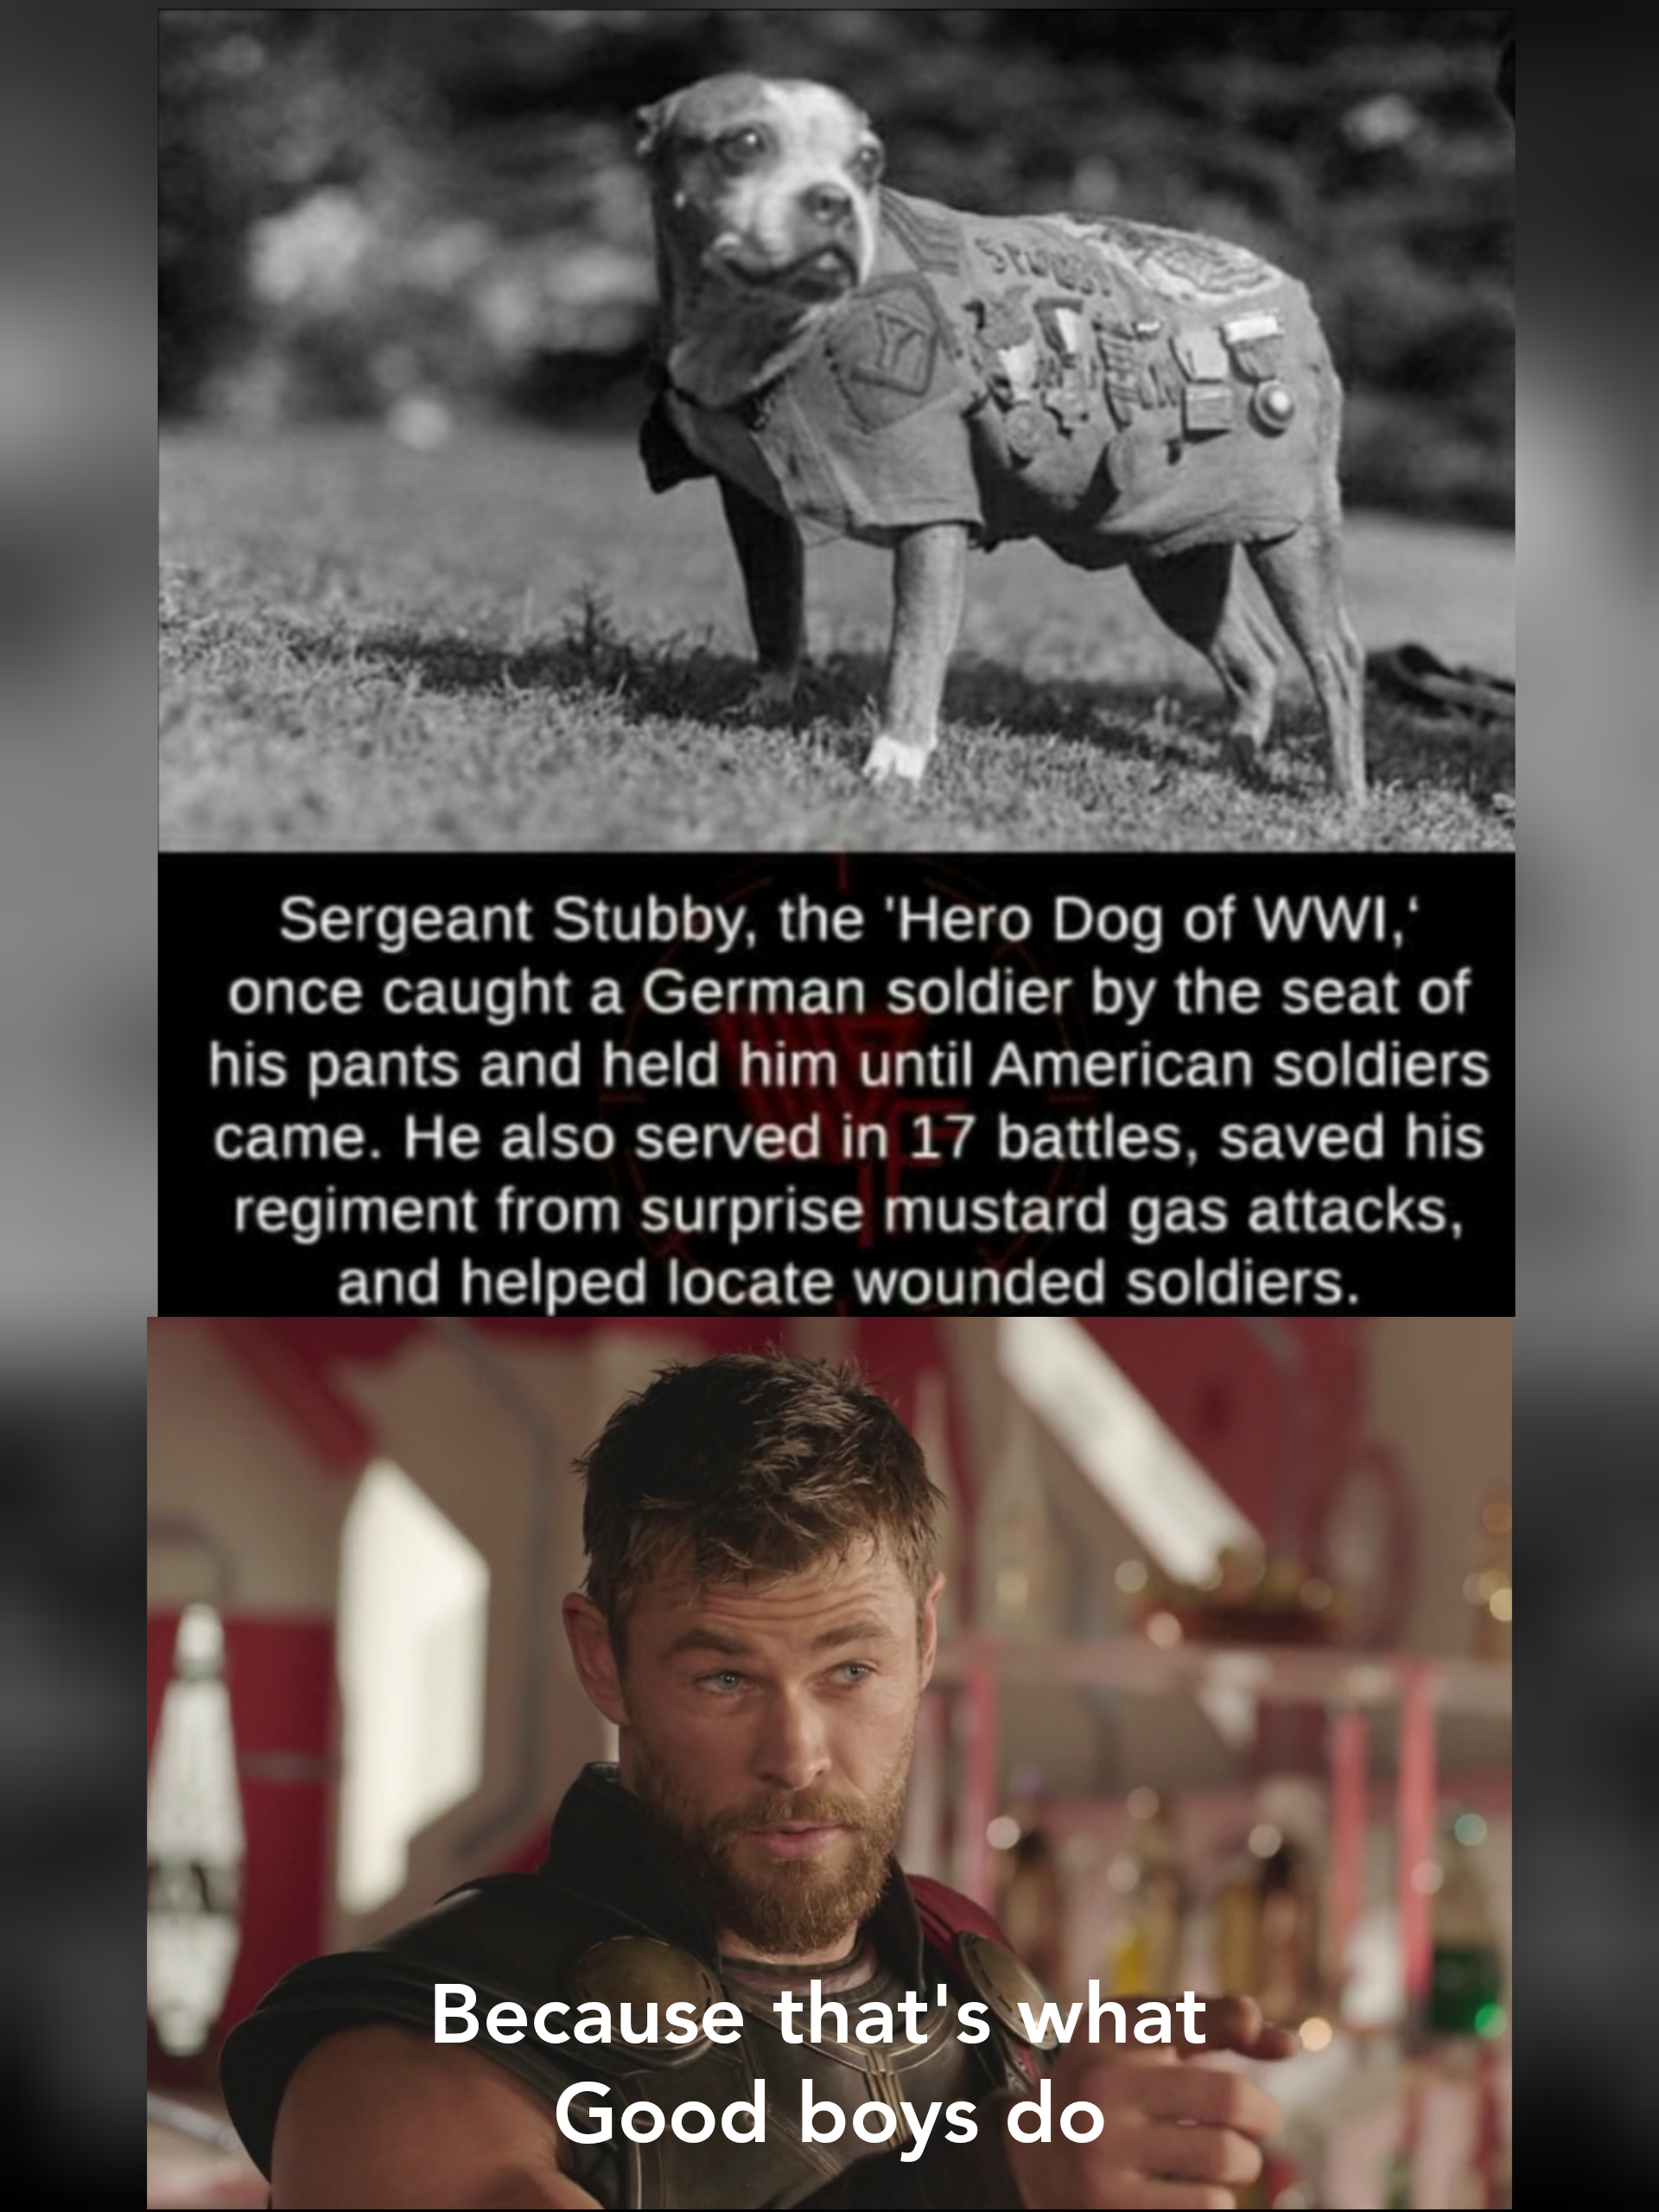 STUBBY
Sergeant Stubby, the 'Hero Dog of WWI,‘
once caught a German soldier by the seat of
his pants and held him until American soldiers
came. He also served in 17 battles, saved his
regiment from surprise mustard gas attacks,
and helped locate wounded soldiers.
Because that's what
Good boys do